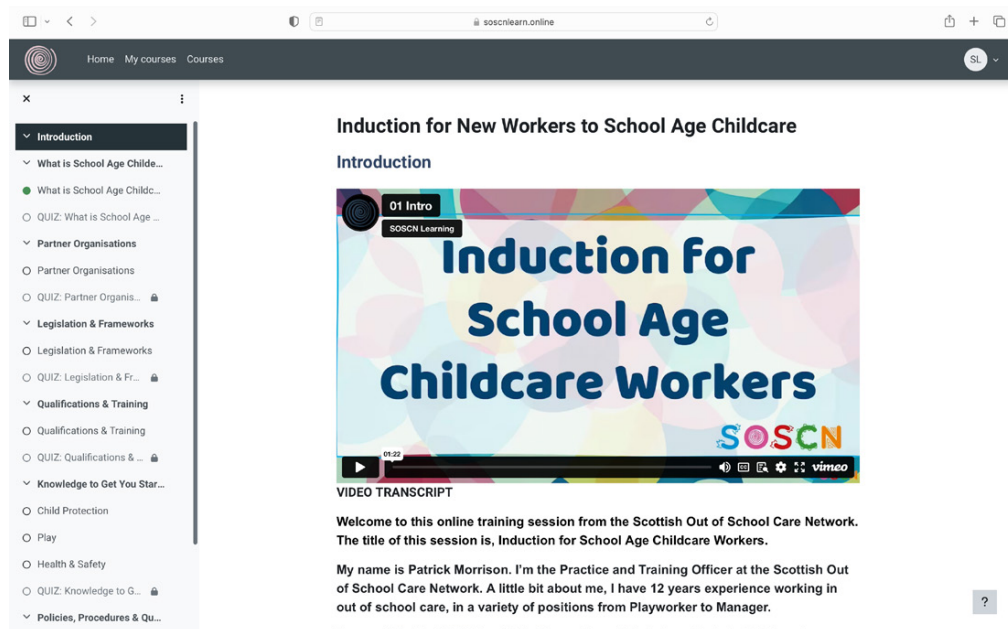 soscnlearn.online
Home My courses Courses
SL
Introduction
What is School Age Childe...
What is School Age Childc...
QUIZ: What is School Age ...
Partner Organisations
Partner Organisations
QUIZ: Partner Organis...
Legislation & Frameworks
Legislation & Frameworks
QUIZ: Legislation & Fr...
Qualifications & Training
Qualifications & Training
QUIZ: Qualifications & ...
Knowledge to Get You Star...
Child Protection
Play
Health & Safety
QUIZ: Knowledge to G...
Policies, Procedures & Qu...
Induction for New Workers to School Age Childcare
Introduction
01 Intro
SOSCN Learning
Induction for
School Age
Childcare Workers
SOSCN
01:22
CC
vimeo
VIDEO TRANSCRIPT
Welcome to this online training session from the Scottish Out of School Care Network.
The title of this session is, Induction for School Age Childcare Workers.
My name is Patrick Morrison. I'm the Practice and Training Officer at the Scottish Out
of School Care Network. A little bit about me, I have 12 years experience working in
out of school care, in a variety of positions from Playworker to Manager.
?